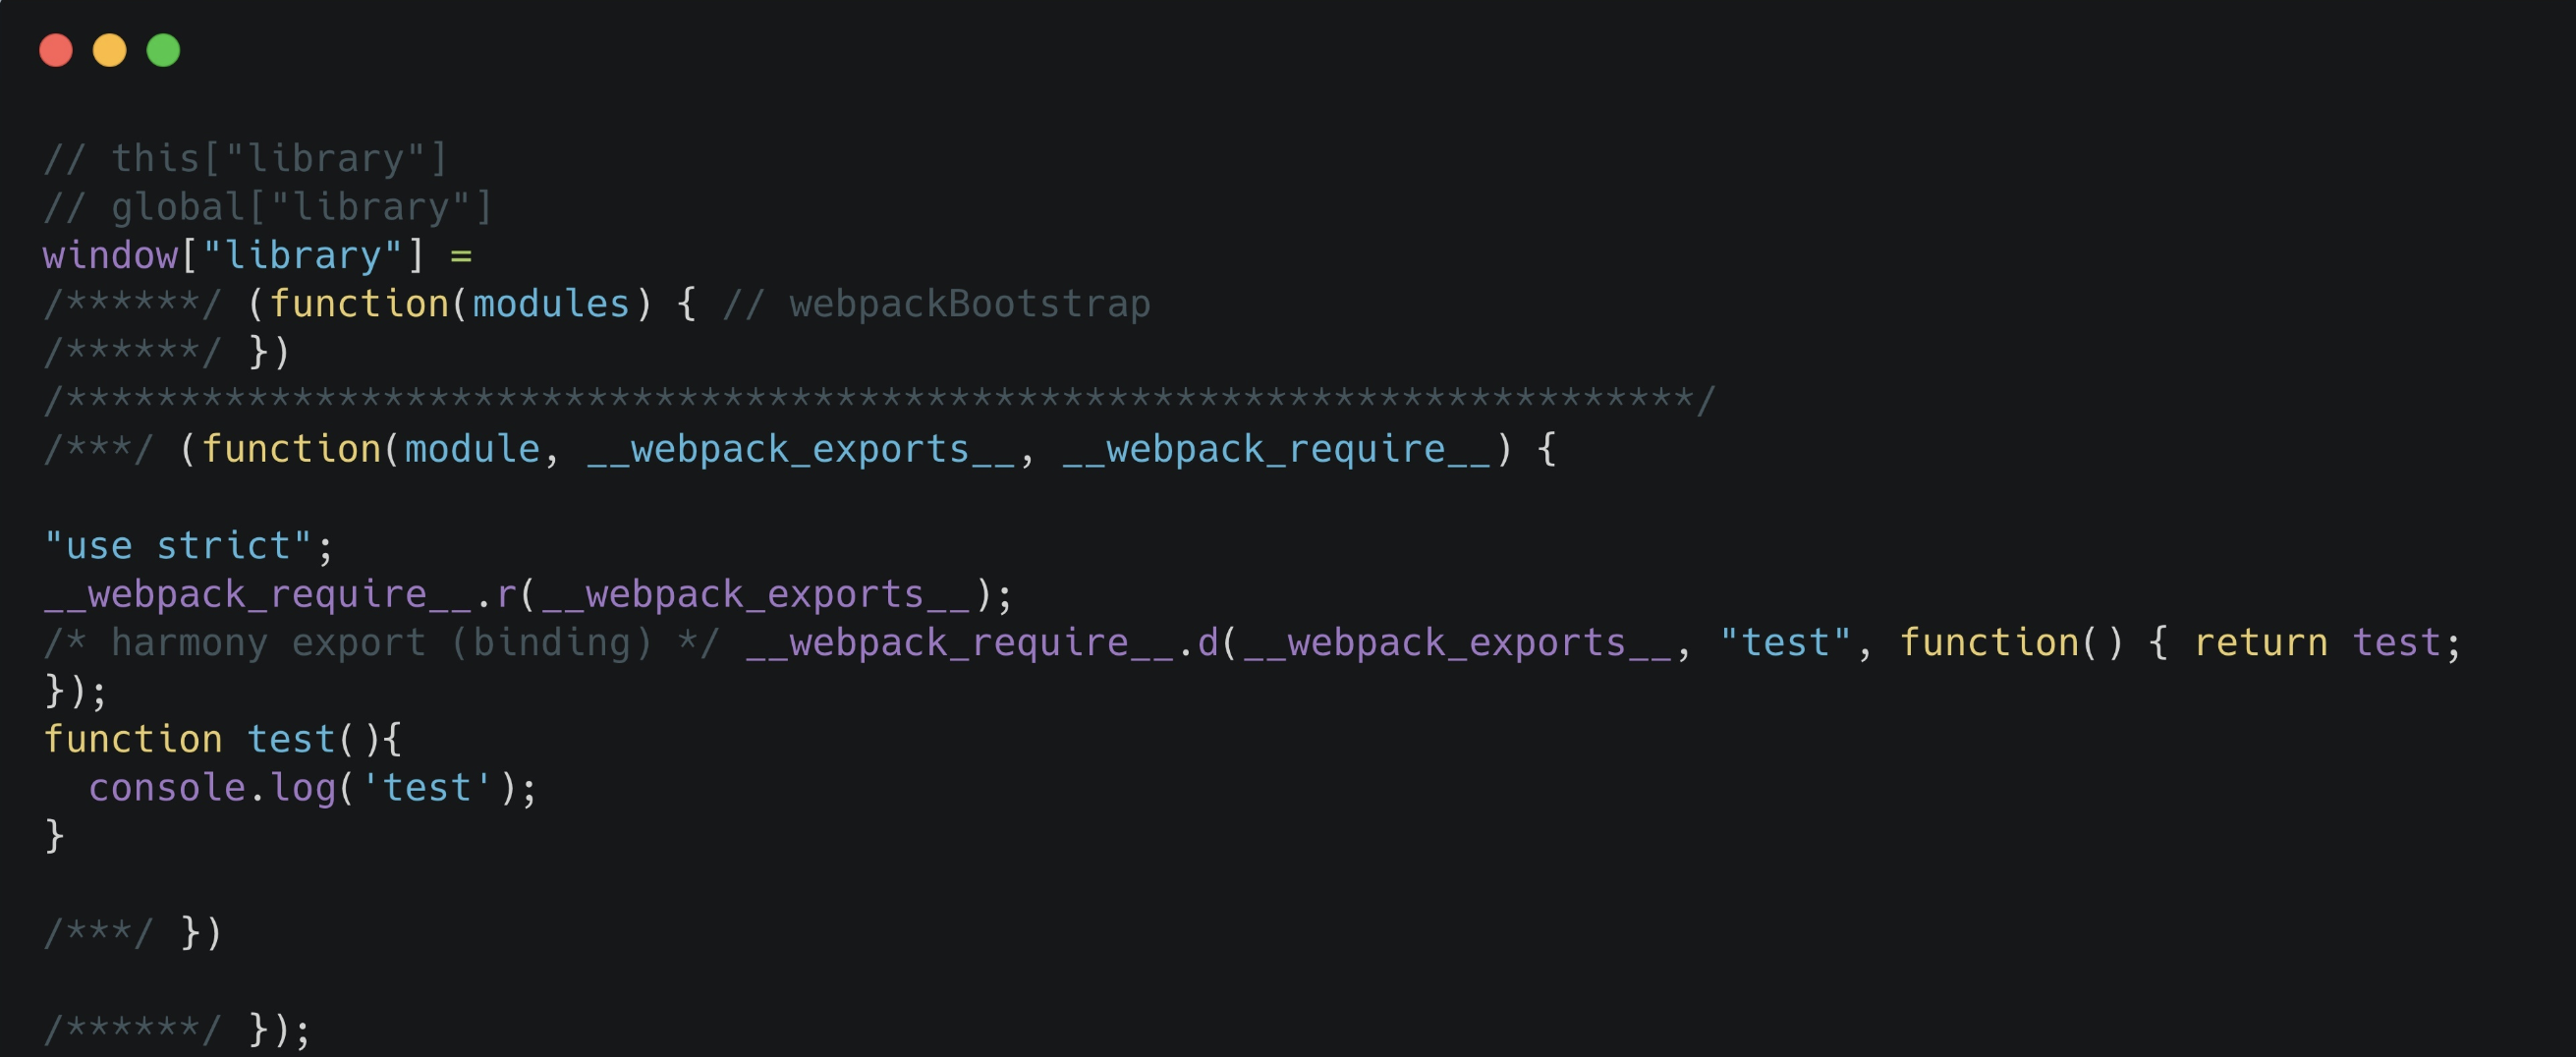 // this["library"]
// global["library"]
window["library"] =
/******/ (function(modules) { // webpackBootstrap
/******/ })
/************************************************************************/
/***/ (function(module, __webpack_exports__, __webpack_require__) {
"use strict";
__webpack_require__.r(__webpack_exports__);
/* harmony export (binding) */ __webpack_require__.d(__webpack_exports__, "test", function() { return test;
});
function test(){
  console.log('test');
}
/***/ })
/******/ });